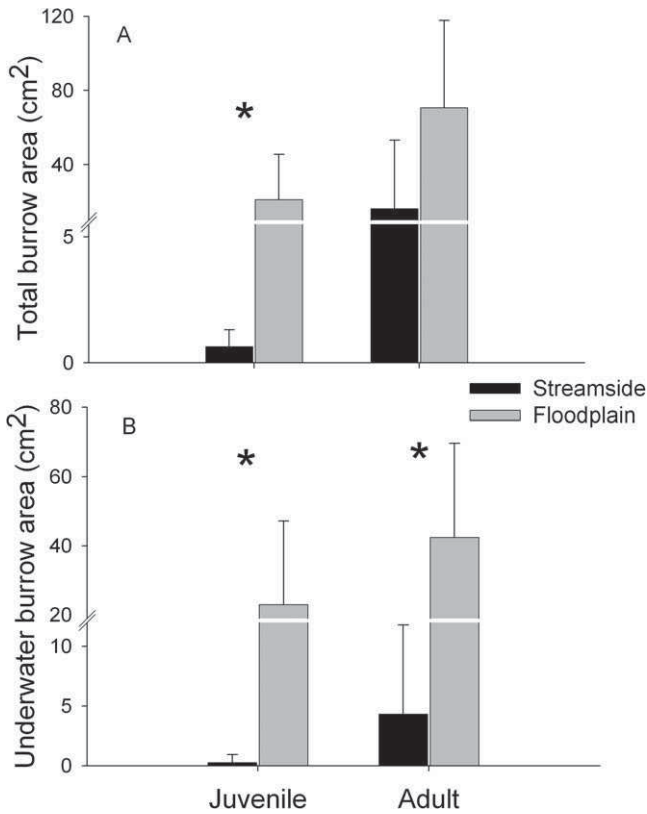 A
Total burrow area (cm²)
120
80
40
5
0
*
Streamside
Floodplain
B
Underwater burrow area (cm²)
80
60
40
20
10
5
0
*
*
Juvenile
Adult